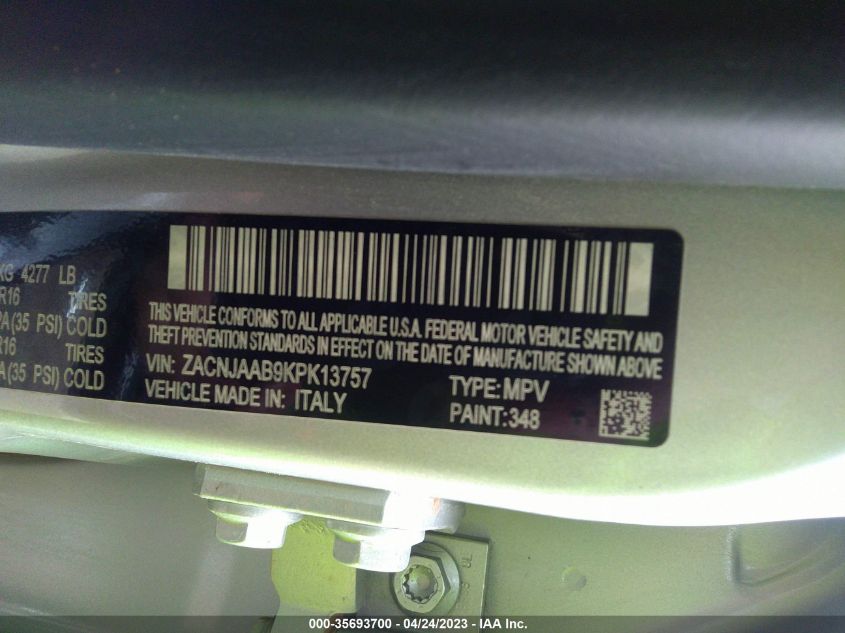 KG 4277 LB
R16 TIRES
PA(35 PSI) COLD
R16 TIRES
A(35 PSI) COLD
THIS VEHICLE CONFORMS TO ALL APPLICABLE U.S.A. FEDERAL MOTOR VEHICLE SAFETY AND
THEFT PREVENTION STANDARDS IN EFFECT ON THE DATE OF MANUFACTURE SHOWN ABOVE
VIN: ZACNJAAB9KPK13757 TYPE: MPV
VEHICLE MADE IN: ITALY PAINT:348
UL
000-35693700 / 04/24/2023 - IAA Inc.